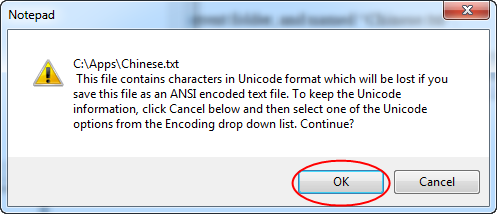 Notepad
parent folder, and named "Chinese.txt
C:\Apps\Chinese.txt
This file contains characters in Unicode format which will be lost if you
save this file as an ANSI encoded text file. To keep the Unicode
information, click Cancel below and then select one of the Unicode
options from the Encoding drop down list. Continue?
OK
Cancel